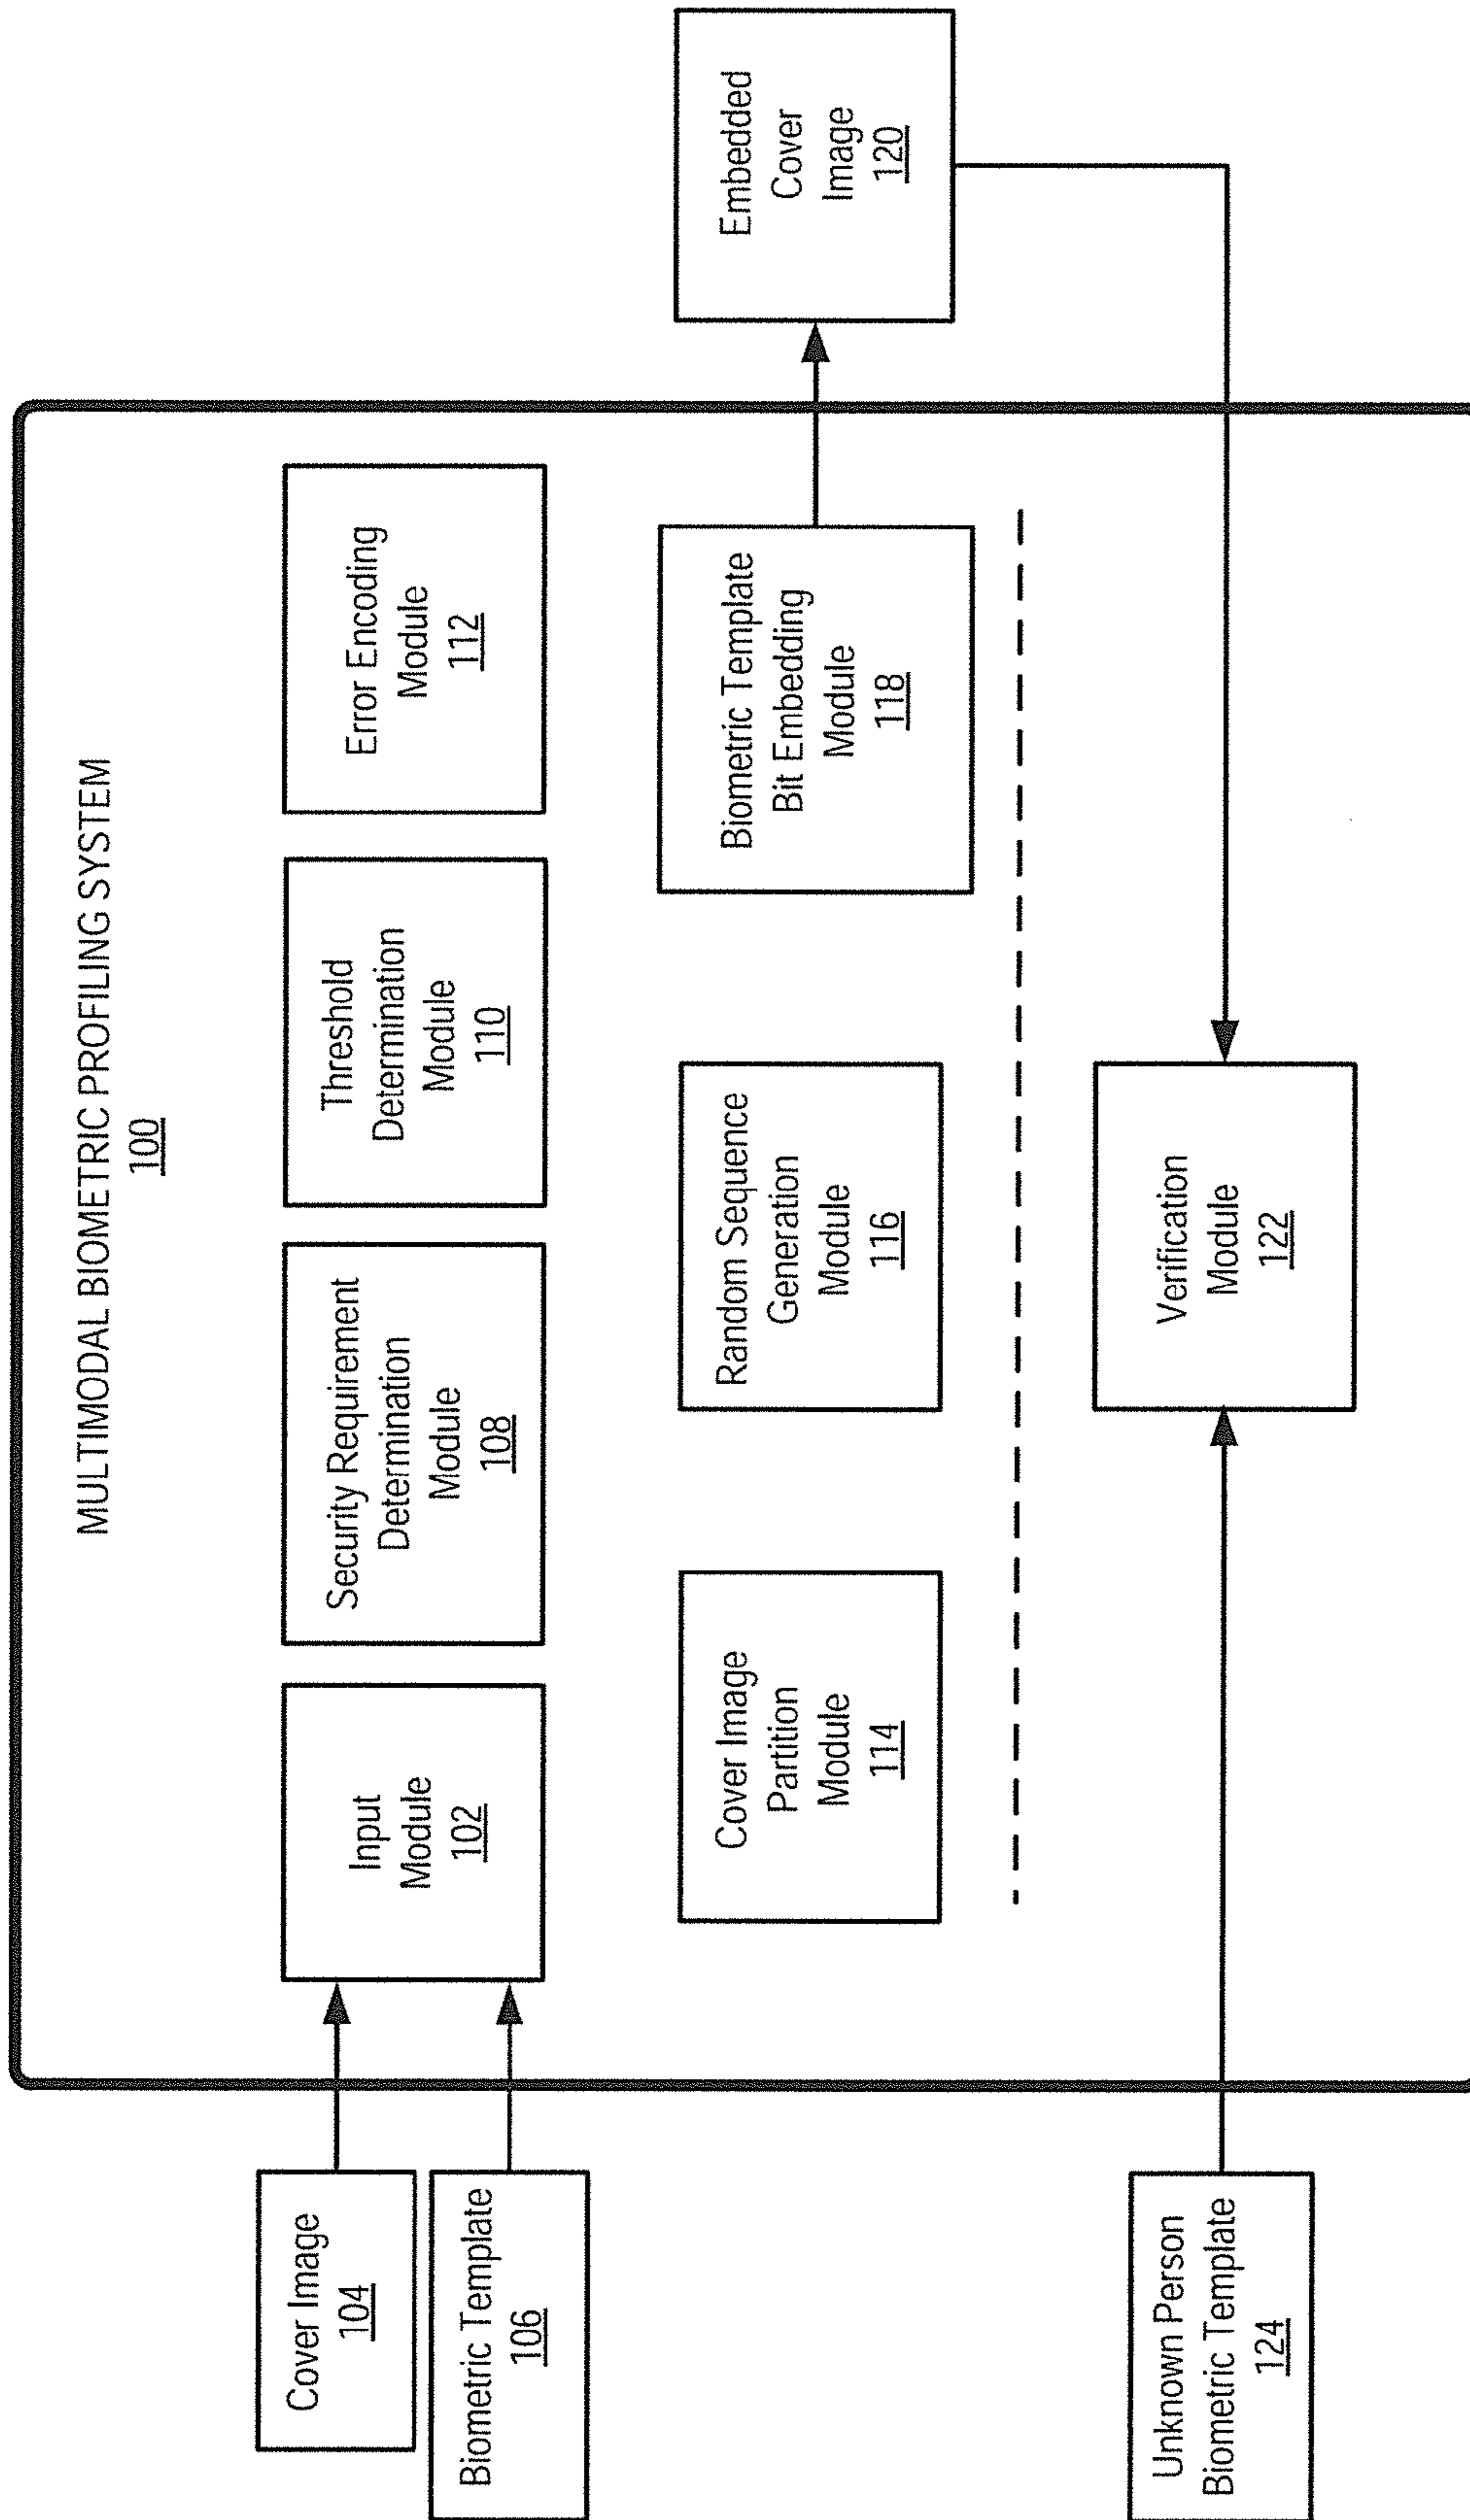 MULTIMODAL BIOMETRIC PROFILING SYSTEM
100
Cover Image
104
Biometric Template
106
Input
Module
102
Security Requirement
Determination
Module
108
Threshold
Determination
Module
110
Error Encoding
Module
112
Cover Image
Partition
Module
114
Random Sequence
Generation
Module
116
Biometric Template
Bit Embedding
Module
118
Embedded
Cover
Image
120
Unknown Person
Biometric Template
124
Verification
Module
122